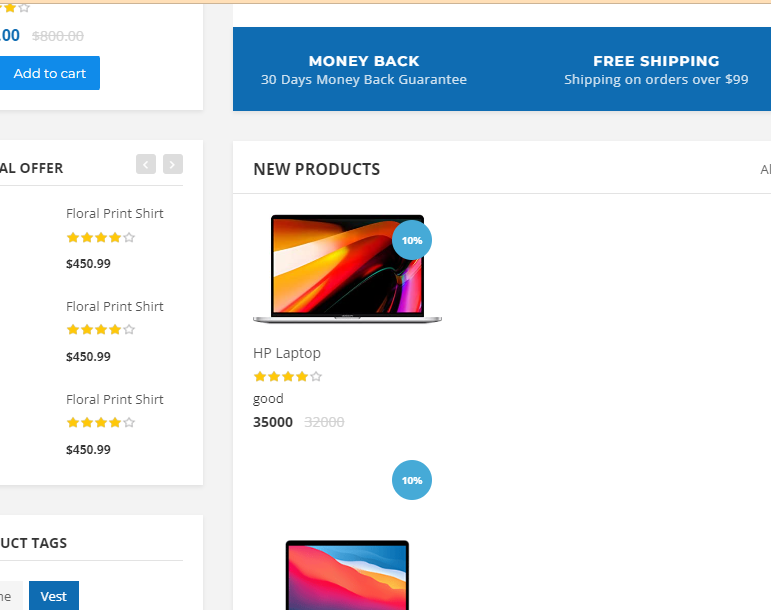 .00 $800.00
Add to cart
MONEY BACK
30 Days Money Back Guarantee
FREE SHIPPING
Shipping on orders over $99
AL OFFER
Floral Print Shirt
$450.99
Floral Print Shirt
$450.99
Floral Print Shirt
$450.99
UCT TAGS
ne
Vest
NEW PRODUCTS
Al
10%
HP Laptop
good
35000 32000
10%